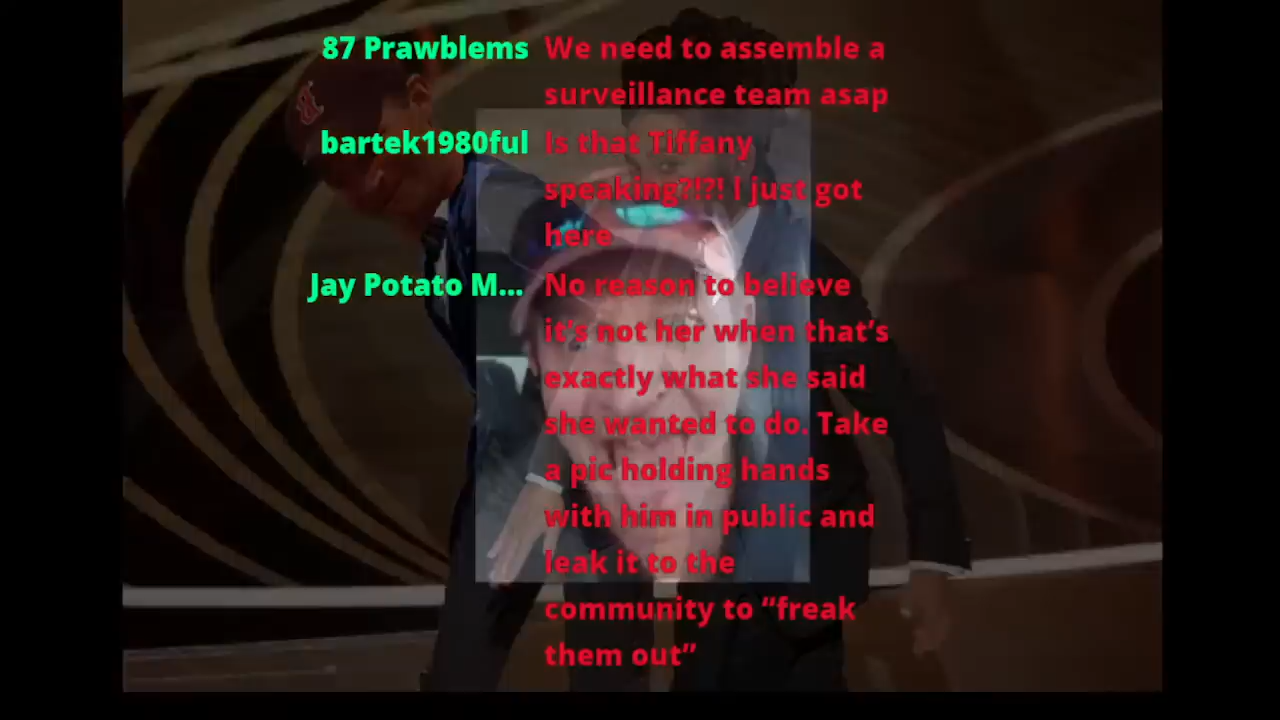 87 Prawblems We need to assemble a
surveillance team asap
bartek1980ful Is that Tiffany
speaking?!?! I just got
here
Jay Potato M... No reason to believe
it’s not her when that’s
exactly what she said
she wanted to do. Take
a pic holding hands
with him in public and
leak it to the
community to “freak
them out”